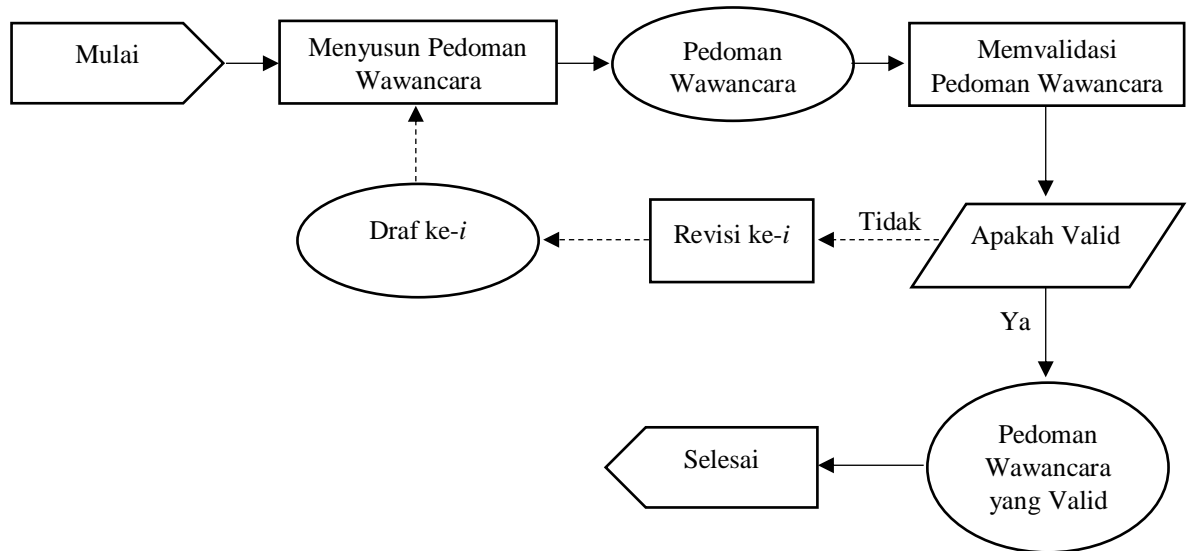 Mulai
Menyusun Pedoman
Wawancara
Pedoman
Wawancara
Memvalidasi
Pedoman Wawancara
Draf ke-i
Revisi ke-i
Tidak
Apakah Valid
Ya
Selesai
Pedoman
Wawancara
yang Valid